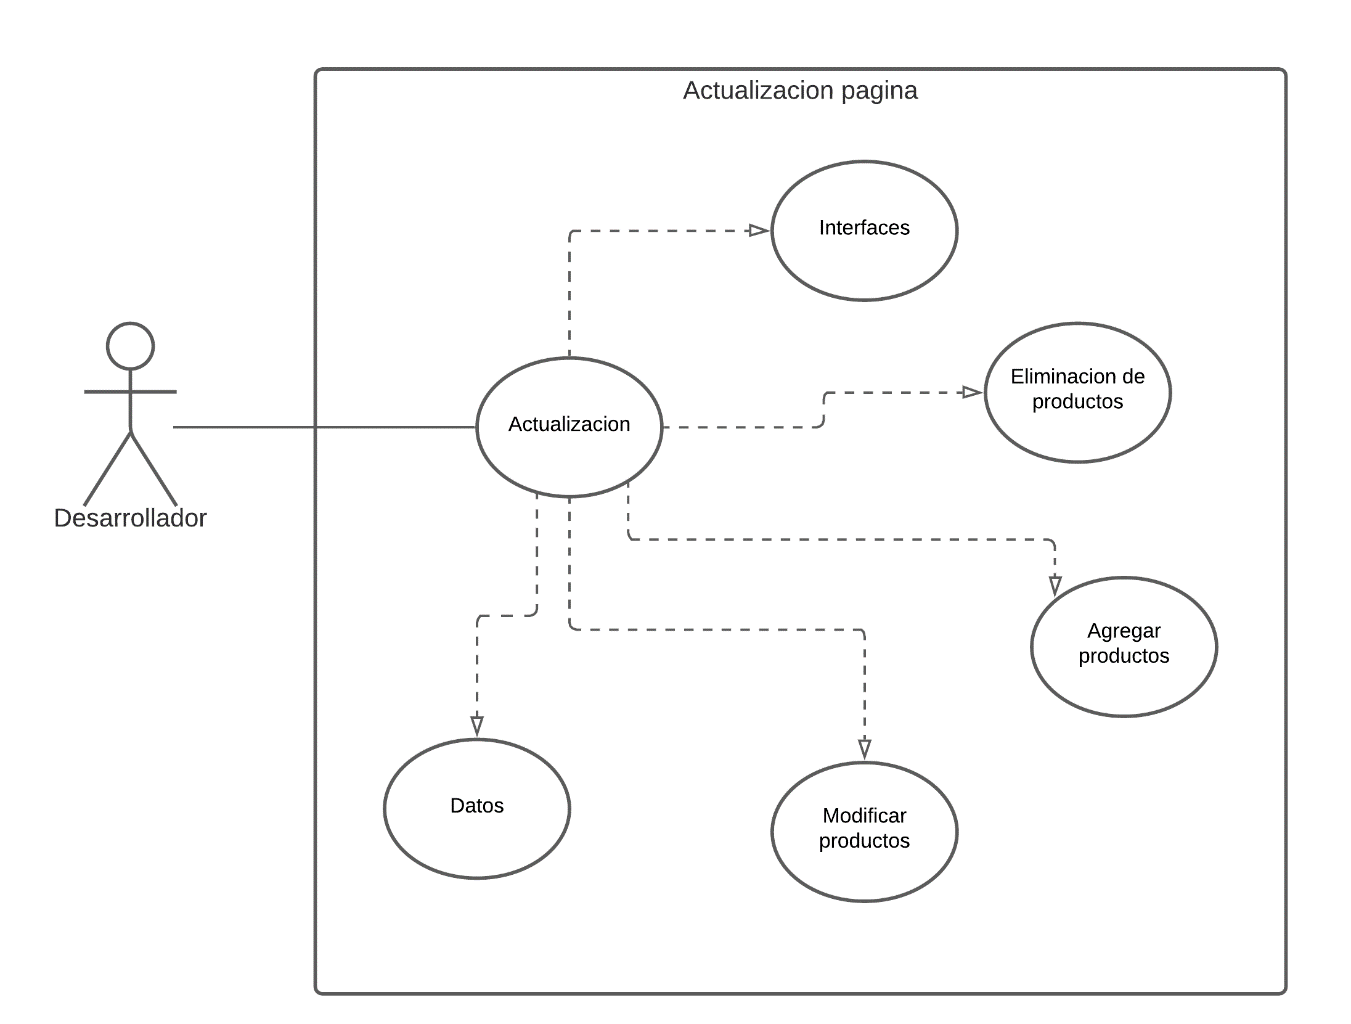 Actualizacion pagina
Interfaces
Eliminacion de
productos
Actualizacion
Desarrollador
Agregar
productos
Datos
Modificar
productos